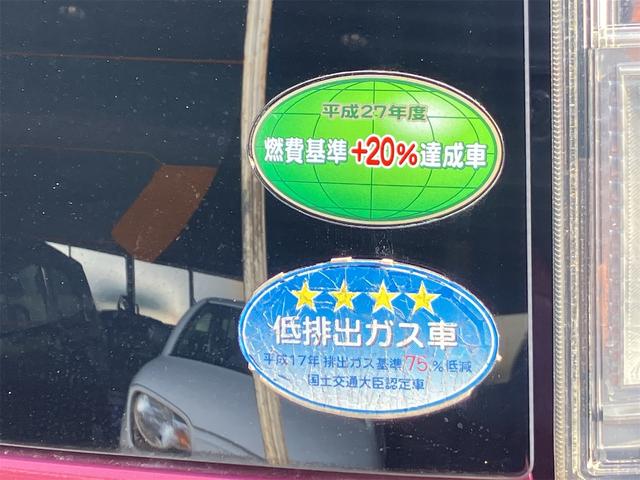 平成27年度
燃費基準+20%達成車
低排出ガス車
平成17年 排出ガス基準75.%低減
国土交通大臣認定車